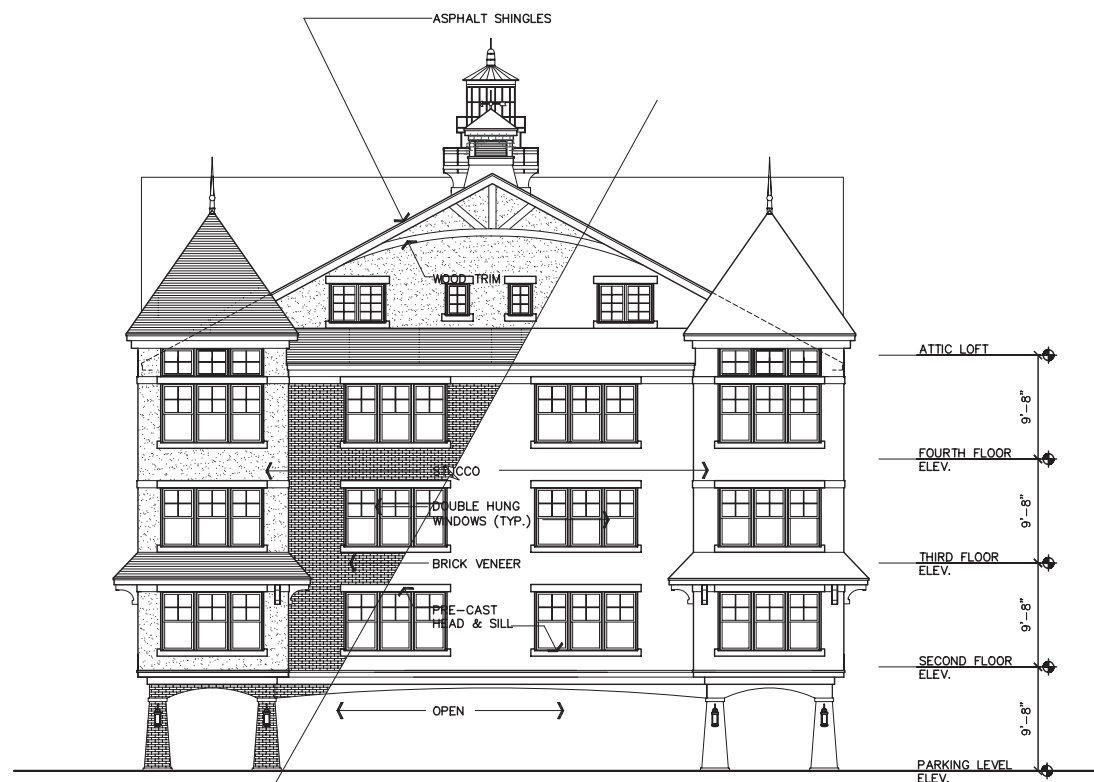 ASPHALT SHINGLES
WOOD TRIM
ATTIC LOFT
9'-8"
FOURTH FLOOR
ELEV.
STUCCO
9'-8"
DOUBLE HUNG
WINDOWS (TYP.)
THIRD FLOOR
ELEV.
BRICK VENEER
9'-8"
PRE-CAST
HEAD & SILL
SECOND FLOOR
ELEV.
OPEN
9'-8"
PARKING LEVEL
ELEV.